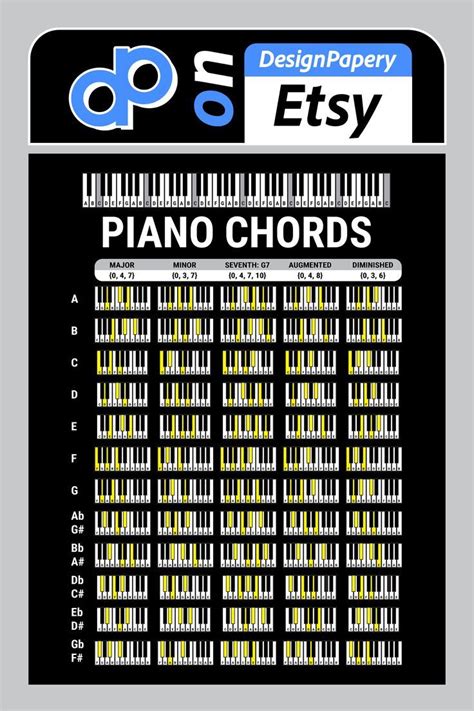 dp
on
DesignPapery
Etsy
A B C D E F G A B C D E F G A B C D E F G A B C D E F G A B C D E F G A B C D E F G A B C D E F G A B C
PIANO CHORDS
MAJOR MINOR SEVENTH: G7 AUGMENTED DIMINISHED
{0, 4, 7} {0, 3, 7} {0, 4, 7, 10} {0, 4, 8} {0, 3, 6}
A
B
C
D
E
F
G
Ab
G#
Bb
A#
Db
C#
Eb
D#
Gb
F#